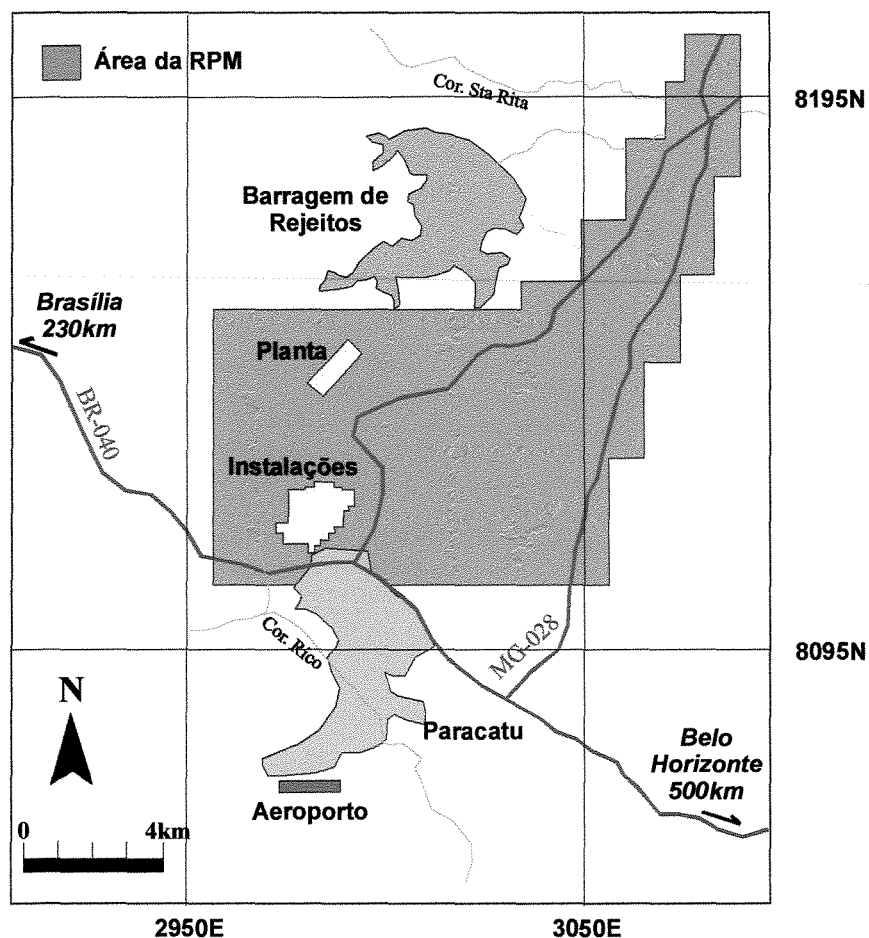 Área da RPM
Cor. Sta Rita
8195N
Barragem de
Rejeitos
Brasília
230km
Planta
BR-040
Instalações
Cor. Rico
MG-028
8095N
N
Paracatu
Belo
Horizonte
500km
Aeroporto
0
4km
2950E
3050E